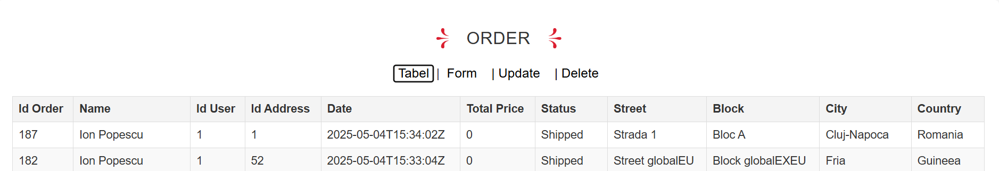 ORDER
Tabel | Form | Update | Delete
Id Order Name Id User Id Address Date Total Price Status Street Block City Country
187 Ion Popescu 1 1 2025-05-04T15:34:02Z 0 Shipped Strada 1 Bloc A Cluj-Napoca Romania
182 Ion Popescu 1 52 2025-05-04T15:33:04Z 0 Shipped Street globalEU Block globalEXEU Fria Guineea